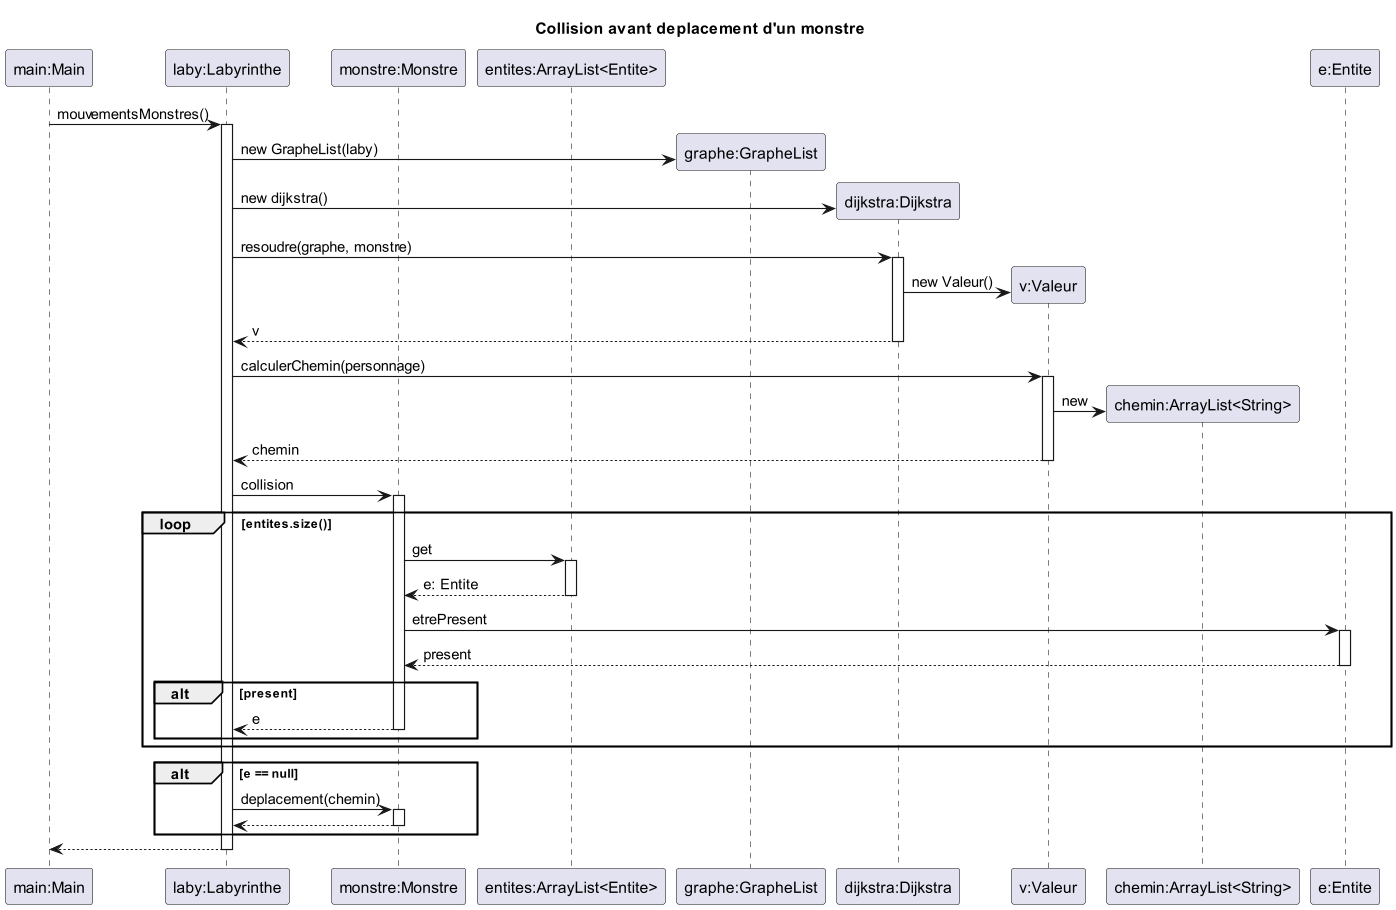 Collision avant deplacement d'un monstre
main:Main
laby:Labyrinthe
monstre:Monstre
entites:ArrayList<Entite>
e:Entite
mouvementsMonstres()
new GrapheList(laby)
graphe:GrapheList
new dijkstra()
dijkstra:Dijkstra
resoudre(graphe, monstre)
new Valeur()
v:Valeur
v
calculerChemin(personnage)
new
chemin:ArrayList<String>
chemin
collision
loop
[entites.size()]
get
e: Entite
etrePresent
present
alt
[present]
e
alt
[e == null]
deplacement(chemin)
main:Main
laby:Labyrinthe
monstre:Monstre
entites:ArrayList<Entite>
graphe:GrapheList
dijkstra:Dijkstra
v:Valeur
chemin:ArrayList<String>
e:Entite